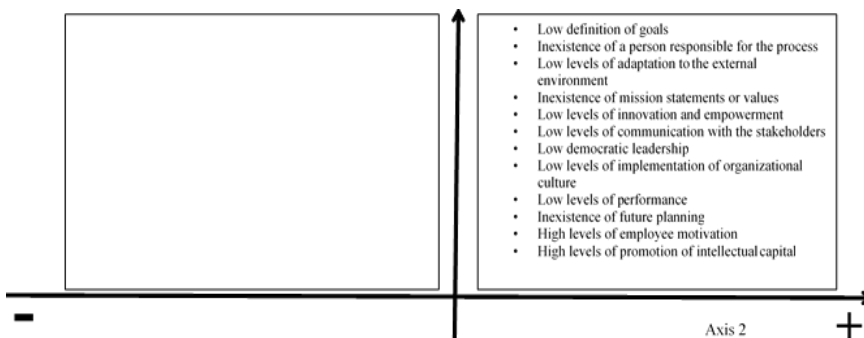 • Low definition of goals
• Inexistence of a person responsible for the process
• Low levels of adaptation to the external
environment
• Inexistence of mission statements or values
• Low levels of innovation and empowerment
• Low levels of communication with the stakeholders
• Low democratic leadership
• Low levels of implementation of organizational
culture
• Low levels of performance
• Inexistence of future planning
• High levels of employee motivation
• High levels of promotion of intellectual capital
- +
Axis 2